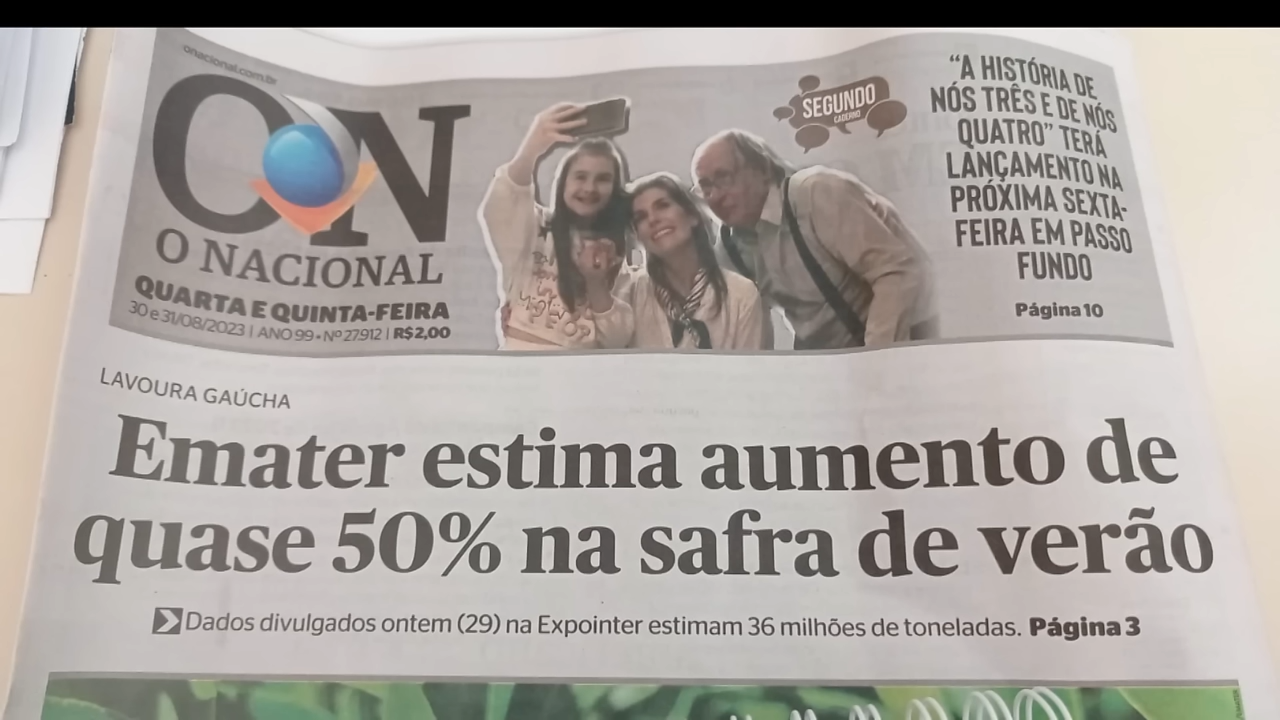 onacional.com.br
ON
O NACIONAL
QUARTA E QUINTA-FEIRA
30 e 31/08/2023 | ANO 99 • Nº 27.912 | R$2,00
SEGUNDO
CADERNO
“A HISTÓRIA DE
NÓS TRÊS E DE NÓS
QUATRO” TERÁ
LANÇAMENTO NA
PRÓXIMA SEXTA-
FEIRA EM PASSO
FUNDO
Página 10
LAVOURA GAÚCHA
Emater estima aumento de
quase 50% na safra de verão
Dados divulgados ontem (29) na Expointer estimam 36 milhões de toneladas. Página 3